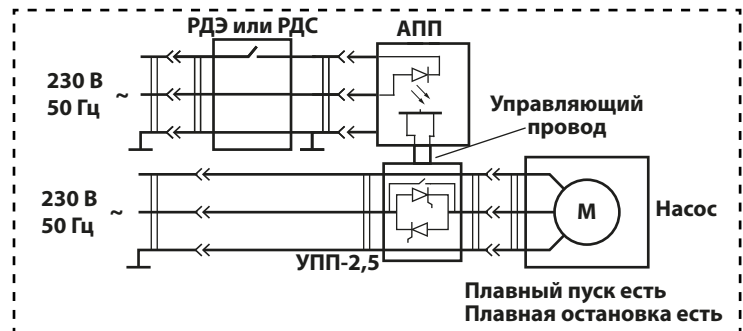 РДЭ или РДС
АПП
230 В
50 Гц ~
Управляющий
провод
230 В
50 Гц ~
М
Насос
УПП-2,5
Плавный пуск есть
Плавная остановка есть